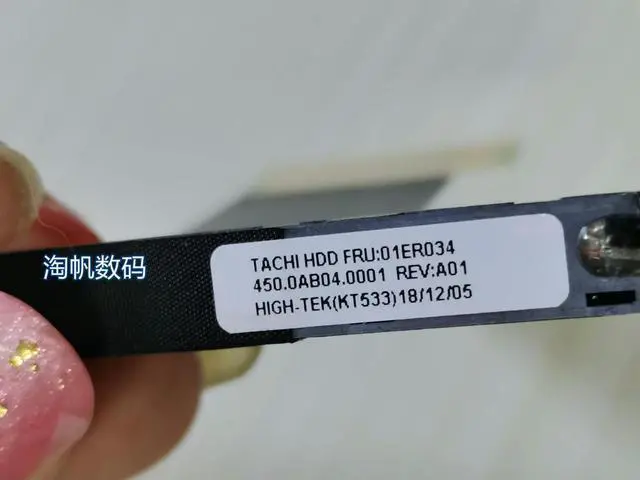 淘帆数码
TACHI HDD FRU:01ER034
450.0AB04.0001 REV:A01
HIGH-TEK(KT533)18/12/05